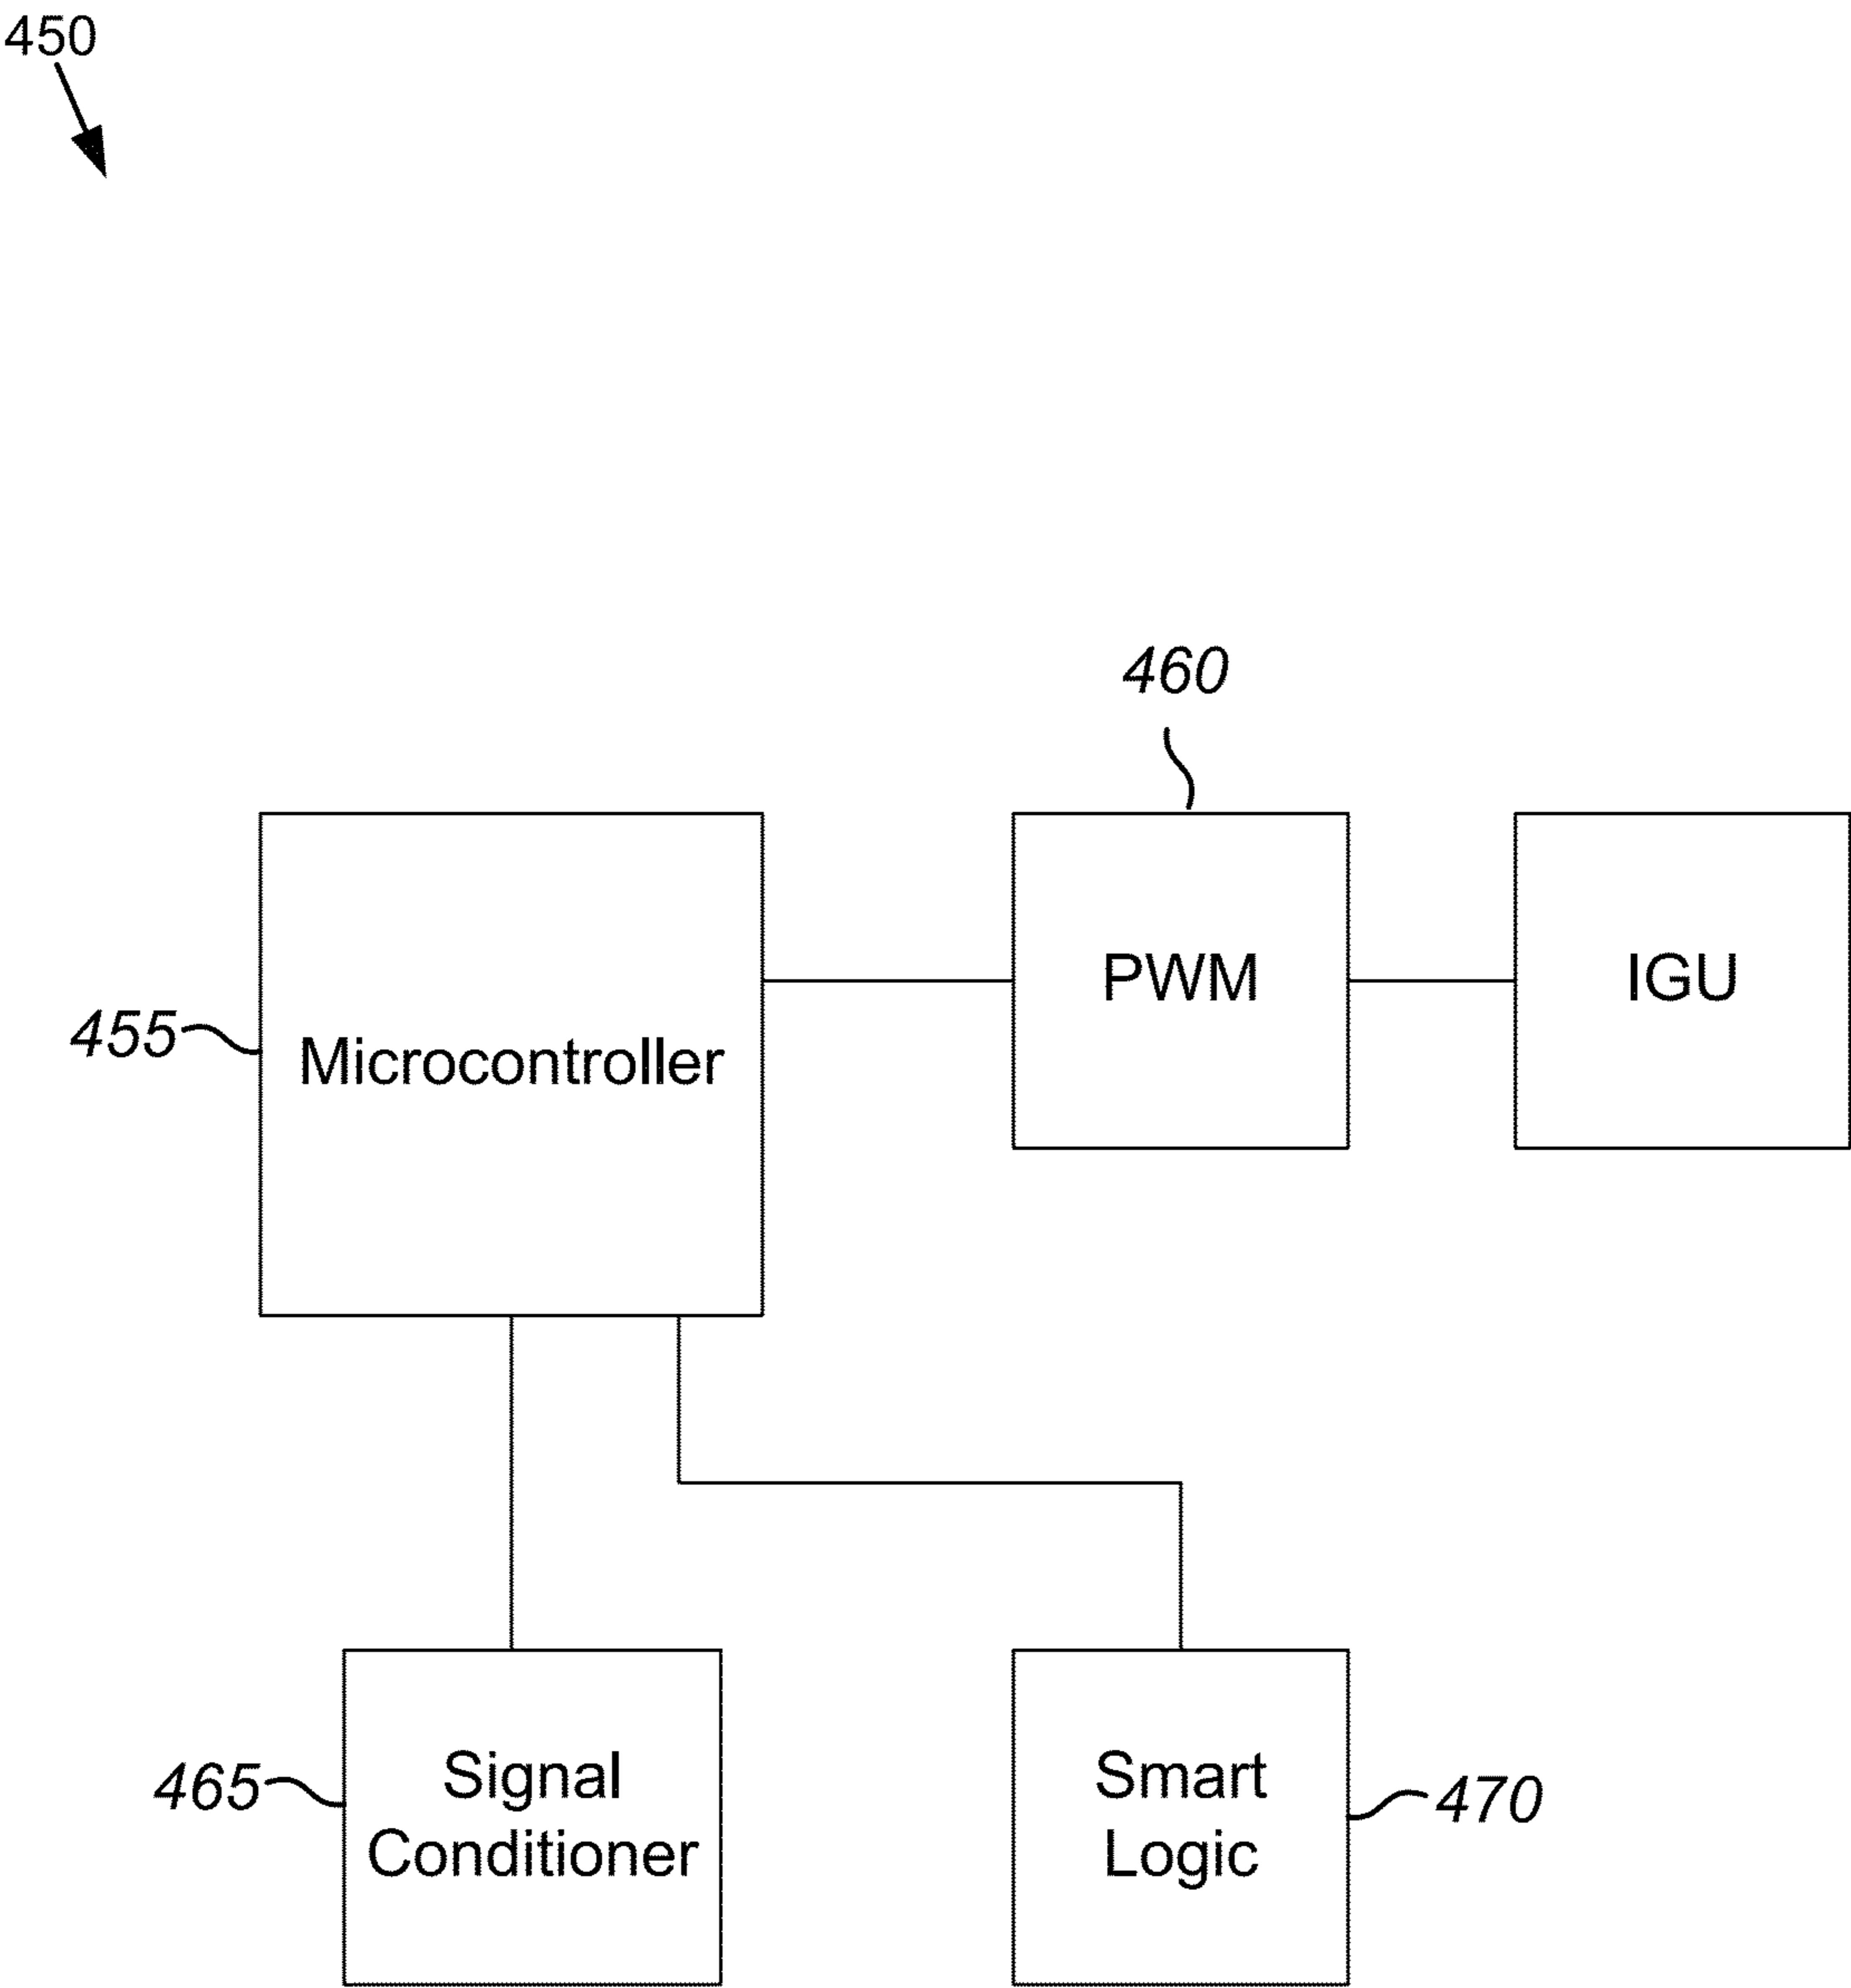 450
460
PWM
IGU
455
Microcontroller
465
Signal
Conditioner
Smart
Logic
470